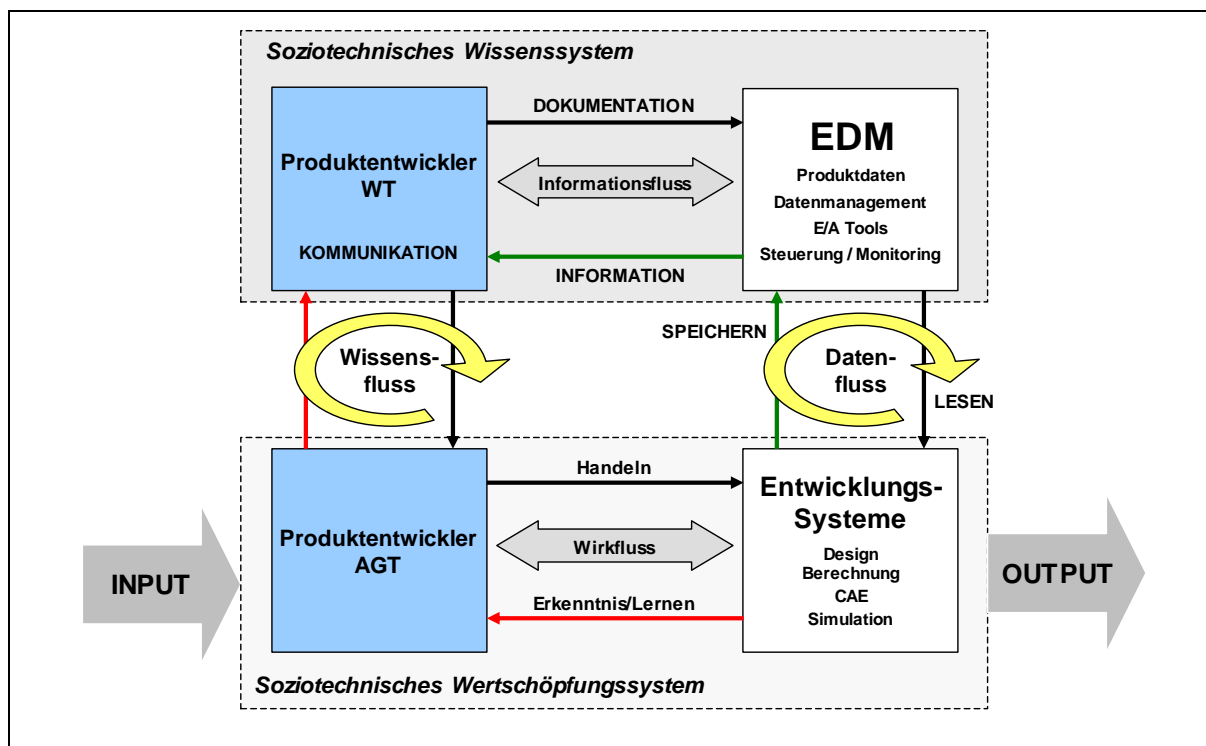 Soziotechnisches Wissenssystem
DOKUMENTATION
Produktentwickler
WT
Informationsfluss
KOMMUNIKATION
INFORMATION
EDM
Produktdaten
Datenmanagement
E/A Tools
Steuerung / Monitoring
Wissens-
fluss
SPEICHERN
Daten-
fluss
LESEN
INPUT
Produktentwickler
AGT
Handeln
Wirkfluss
Erkenntnis/Lernen
Entwicklungs-
Systeme
Design
Berechnung
CAE
Simulation
OUTPUT
Soziotechnisches Wertschöpfungssystem